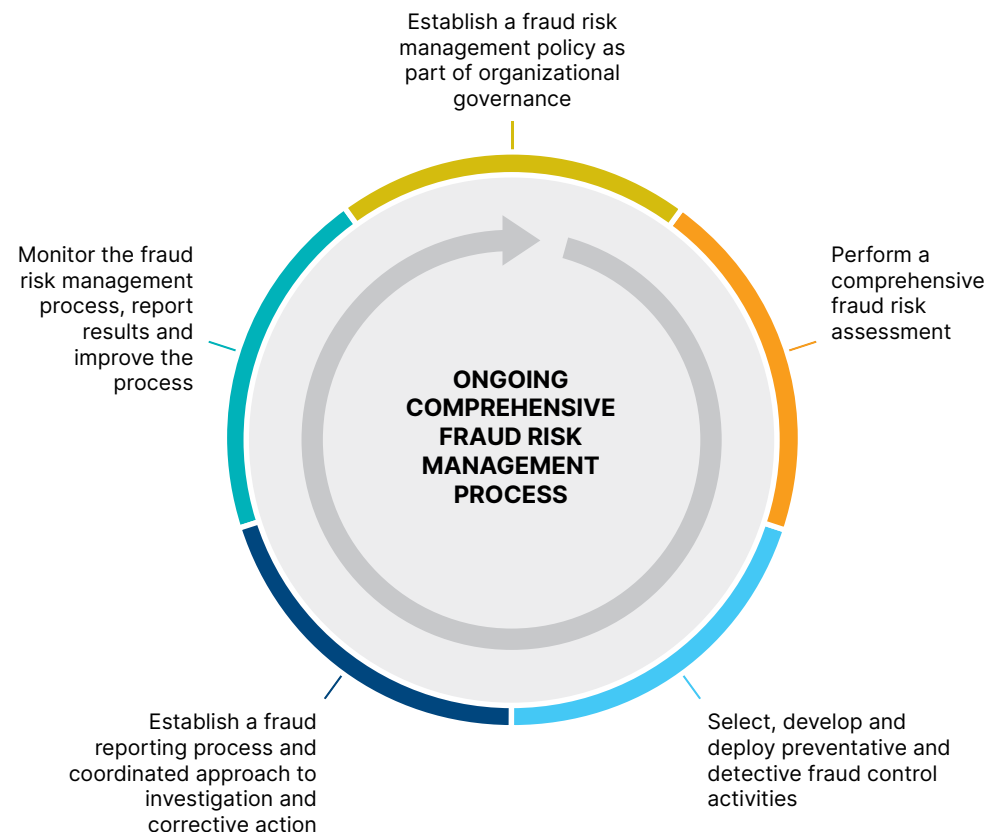 Establish a fraud risk
management policy as
part of organizational
governance
Perform a
comprehensive
fraud risk
assessment
Select, develop and
deploy preventative and
detective fraud control
activities
Establish a fraud
reporting process and
coordinated approach to
investigation and
corrective action
Monitor the fraud
risk management
process, report
results and
improve the
process
ONGOING
COMPREHENSIVE
FRAUD RISK
MANAGEMENT
PROCESS